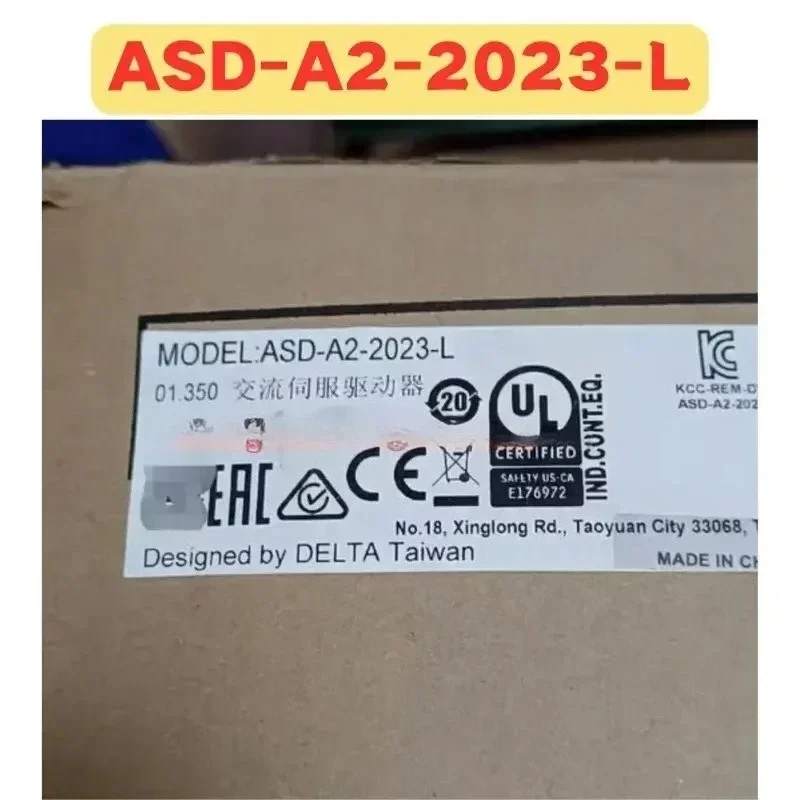 ASD-A2-2023-L
MODEL:ASD-A2-2023-L
01.350 交流伺服驱动器
20
UL
CERTIFIED
SAFETY US-CA
E176972
IND.CONT.EQ.
KCC-REM-D
ASD-A2-202
EAC
CE
No.18, Xinglong Rd., Taoyuan City 33068, T
Designed by DELTA Taiwan
MADE IN CH